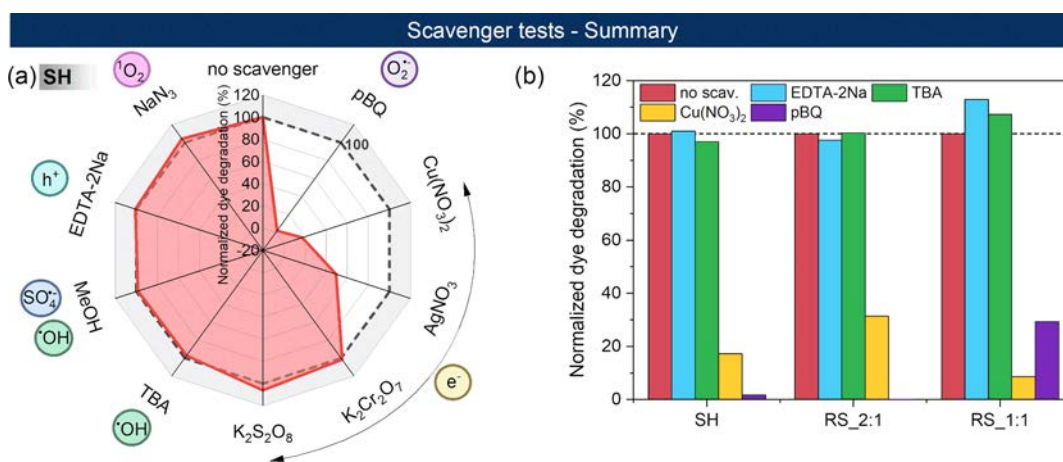 Scavenger tests - Summary
(a) SH
¹O₂
NaN₃
no scavenger
O₂•-
pBQ
h⁺
EDTA-2Na
Cu(NO₃)₂
SO₄•-
•OH
MeOH
AgNO₃
•OH
TBA
K₂S₂O₈
K₂Cr₂O₇
e⁻
Normalized dye degradation (%)
120
100
80
60
40
20
0
-20
100
(b)
Normalized dye degradation (%)
120
100
80
60
40
20
0
no scav.
EDTA-2Na
TBA
Cu(NO₃)₂
pBQ
SH
RS_2:1
RS_1:1